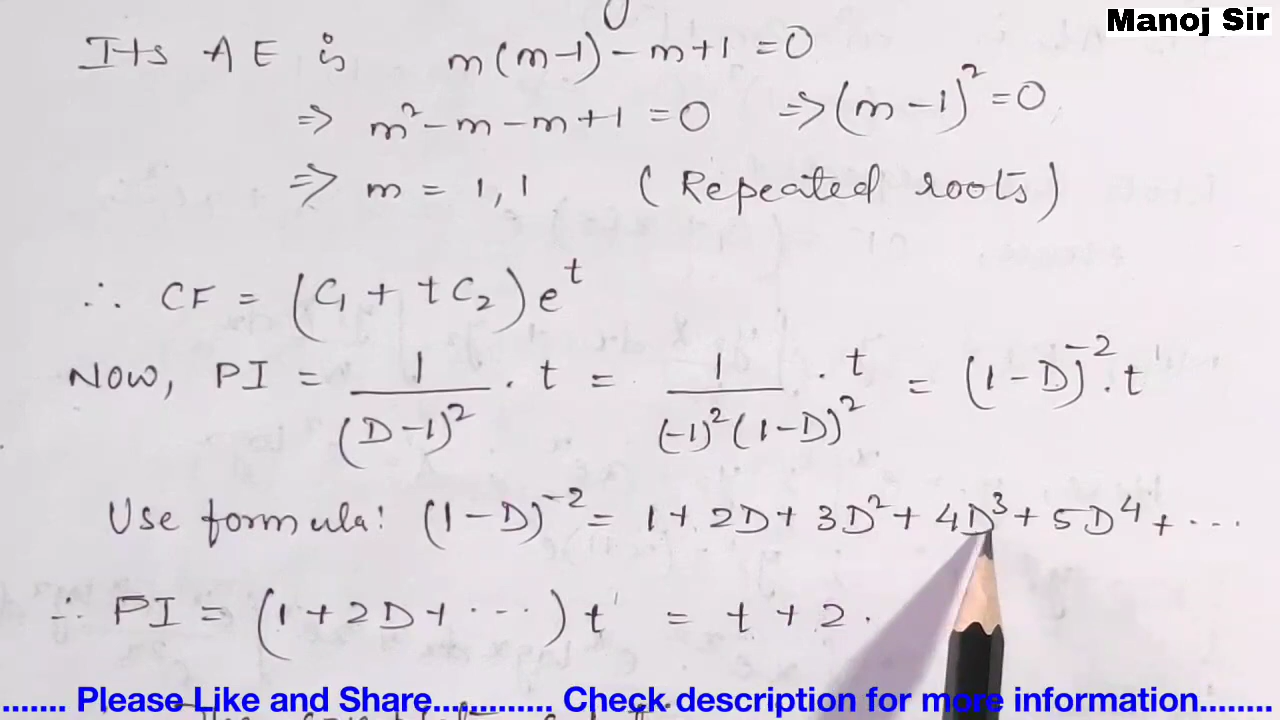 Manoj Sir
Its AE is m(m-1) - m+1 = 0
⇒ m² - m - m + 1 = 0 ⇒ (m - 1)² = 0
⇒ m = 1, 1 (Repeated roots)
∴ CF = (C₁ + tC₂) eᵗ
Now, PI = 1/(D-1)² . t = 1/((-1)²(1-D)²) . t = (1-D)⁻² . t
Use formula: (1-D)⁻² = 1 + 2D + 3D² + 4D³ + 5D⁴ + ...
∴ PI = (1 + 2D + ...) t = t + 2.
....... Please Like and Share............. Check description for more information........